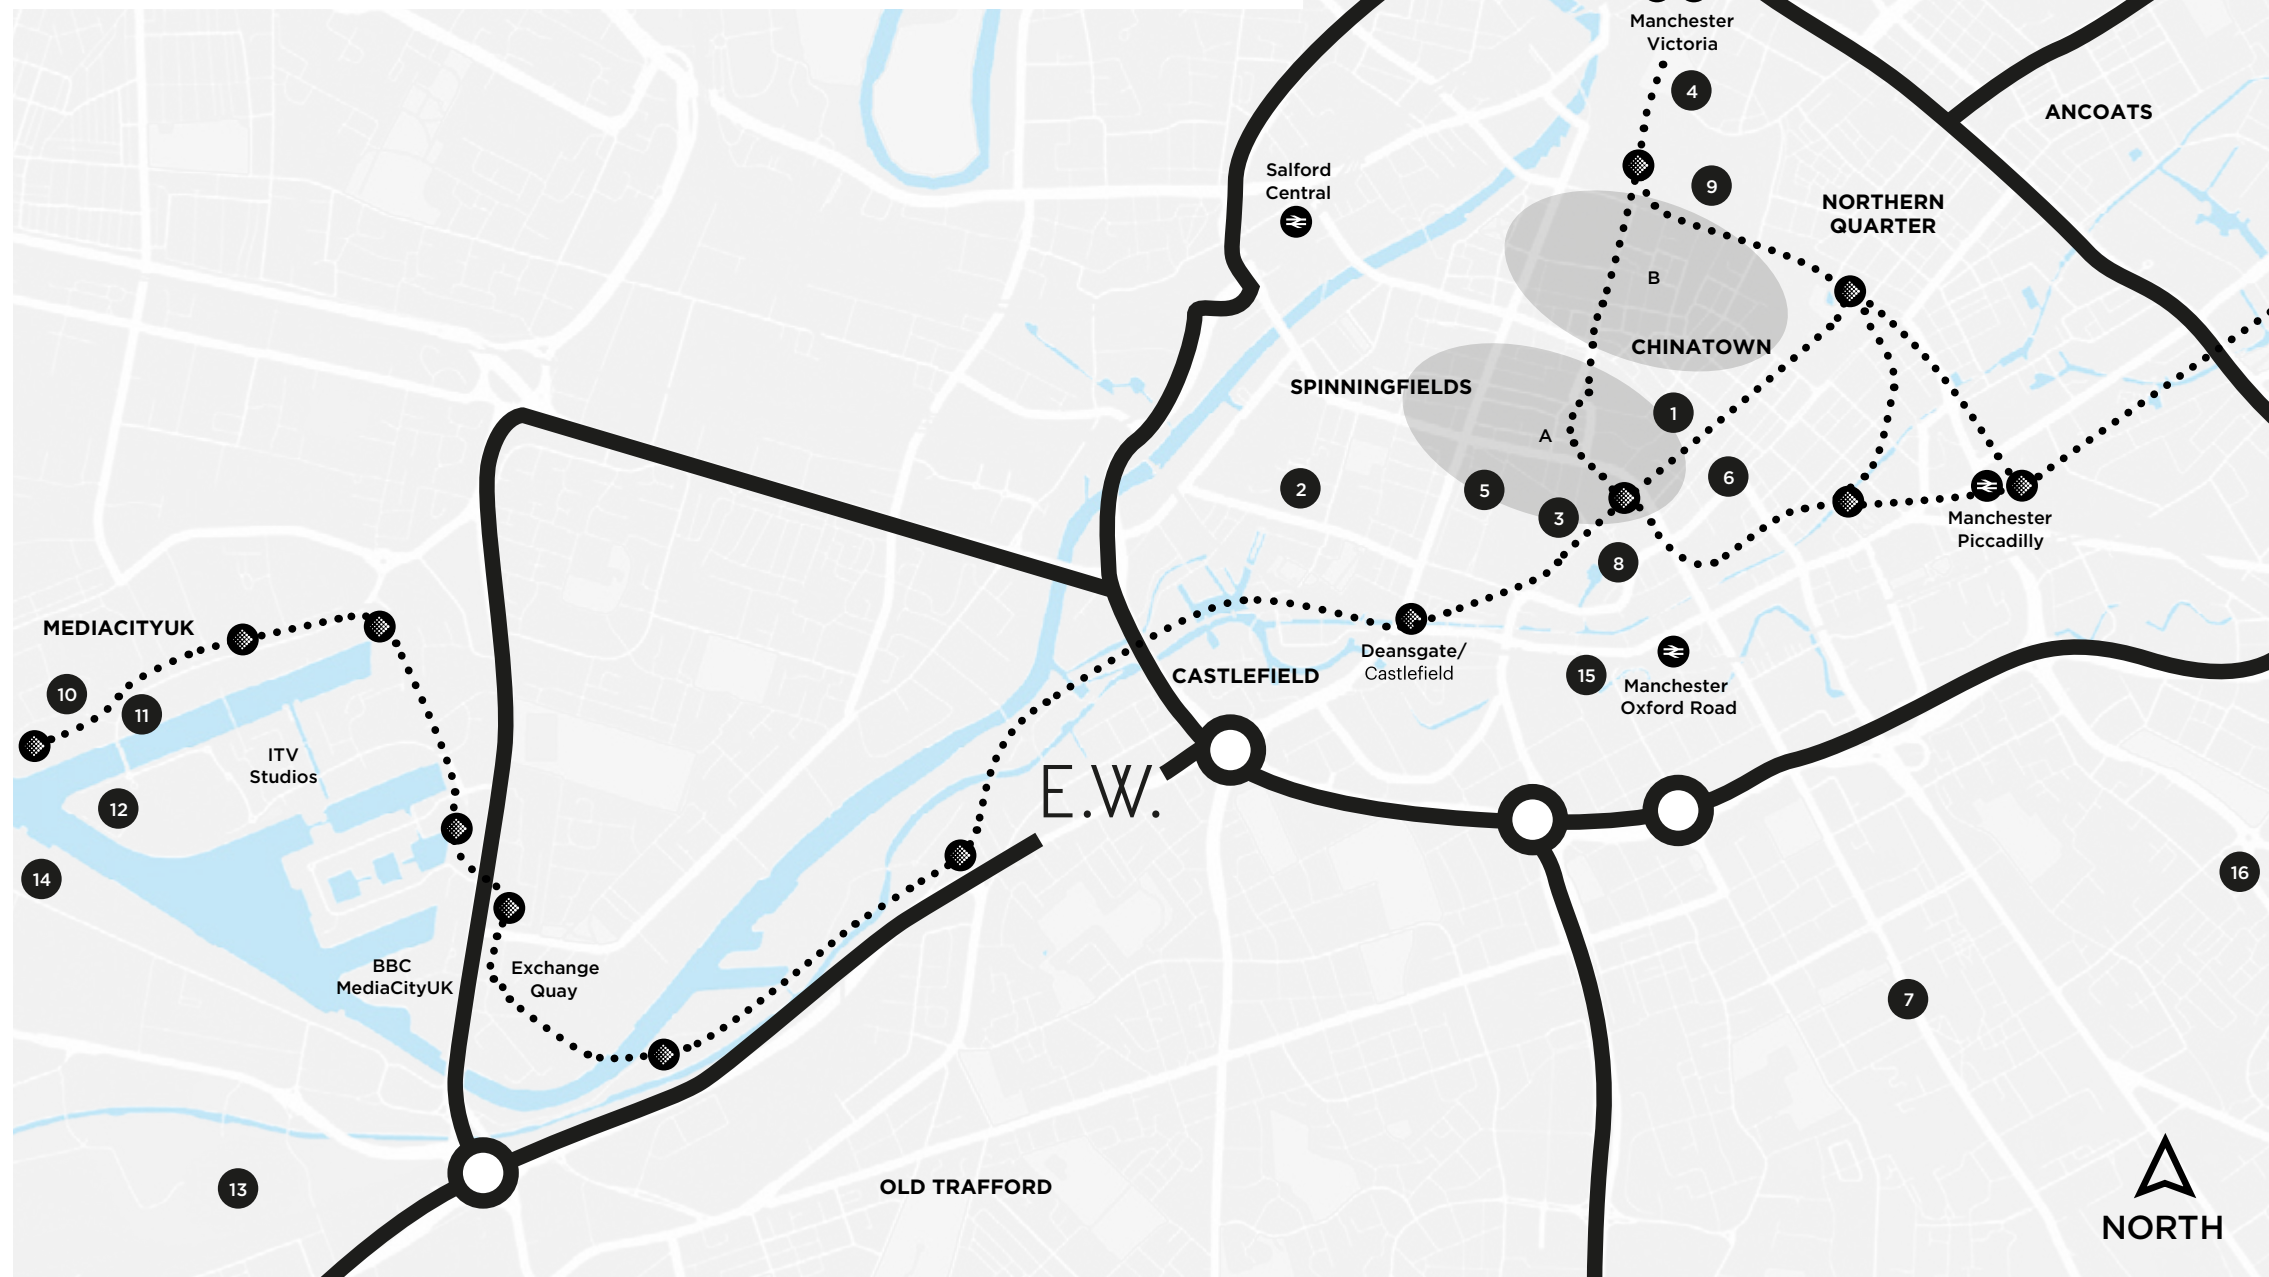 Manchester
Victoria
4
ANCOATS
Salford
Central
9
NORTHERN
QUARTER
B
CHINATOWN
SPINNINGFIELDS
1
A
6
2
5
3
Manchester
Piccadilly
8
MEDIACITYUK
Deansgate/
Castlefield
CASTLEFIELD
15
Manchester
Oxford Road
10
11
ITV
Studios
E.W.
12
14
16
BBC
MediaCityUK
Exchange
Quay
7
13
OLD TRAFFORD
NORTH